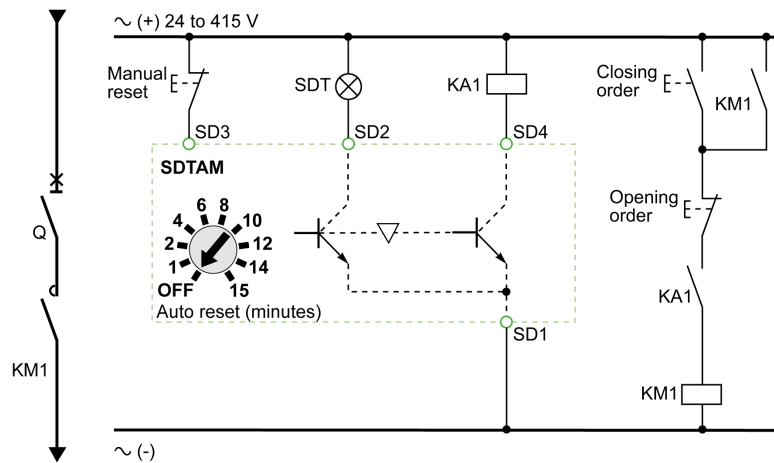 ∼ (+) 24 to 415 V
Manual
reset
SDT
KA1
Closing
order
KM1
SD3
SD2
SD4
SDTAM
6 8
4 10
2 12
1 14
OFF 15
Auto reset (minutes)
Q
Opening
order
KA1
SD1
KM1
KM1
∼ (-)